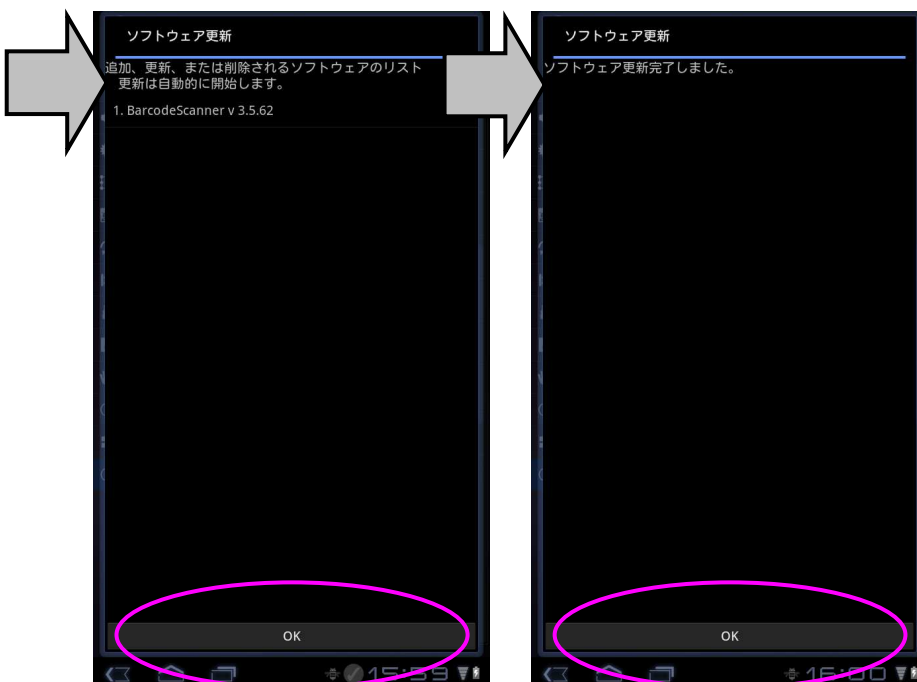 ソフトウェア更新
追加、更新、または削除されるソフトウェアのリスト
更新は自動的に開始します。
1. BarcodeScanner v 3.5.62
OK
15:59
ソフトウェア更新
ソフトウェア更新完了しました。
OK
16:00